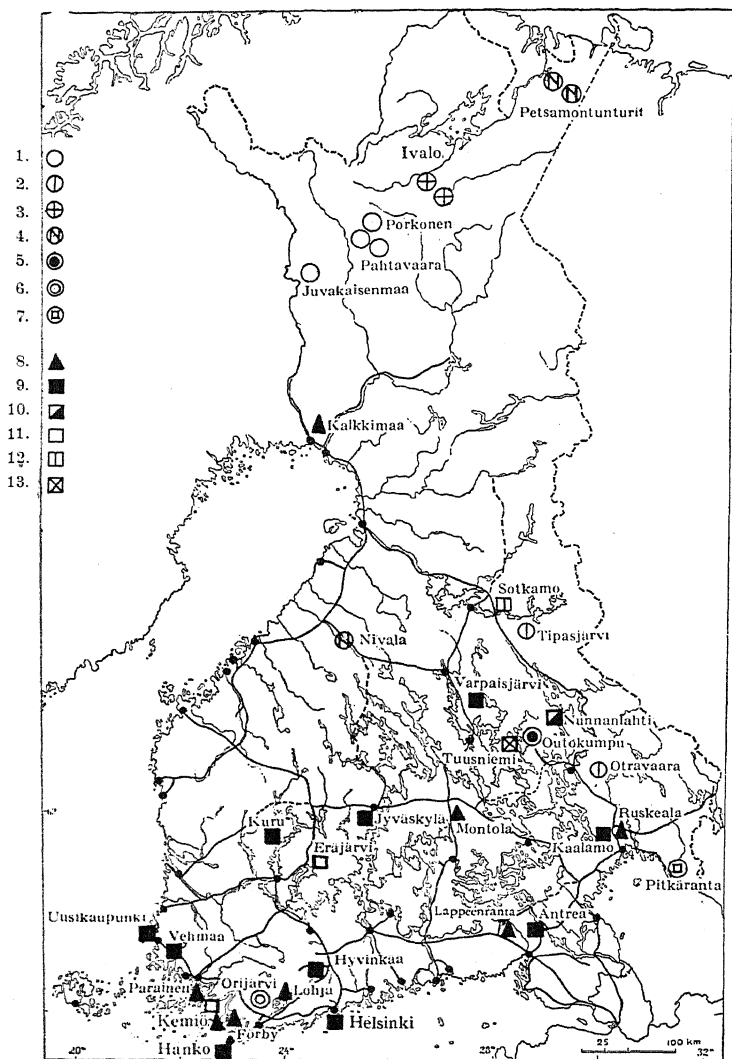 Petsamontunturit
Ivalo
1.
2.
3.
4.
5.
6.
7.
8.
9.
10.
11.
12.
13.
Porkonen
Pahtavaara
Juvakaisenmaa
Kalkkimaa
Sotkamo
Tipasjärvi
Nivala
Varpaisjärvi
Nunnanlahti
Outokumpu
Tuusniemi
Otravaara
Kuru
Jyväskylä
Montola
Ruskeala
Kaalamo
Eräjärvi
Pitkäranta
Uusikaupunki
Lappeenranta
Antrea
Vehmaa
Hyvinkaa
Parainen
Orijärvi
Lohja
Kemiö
Förby
Helsinki
Hanko
20°
24°
28°
25
100 km
32°